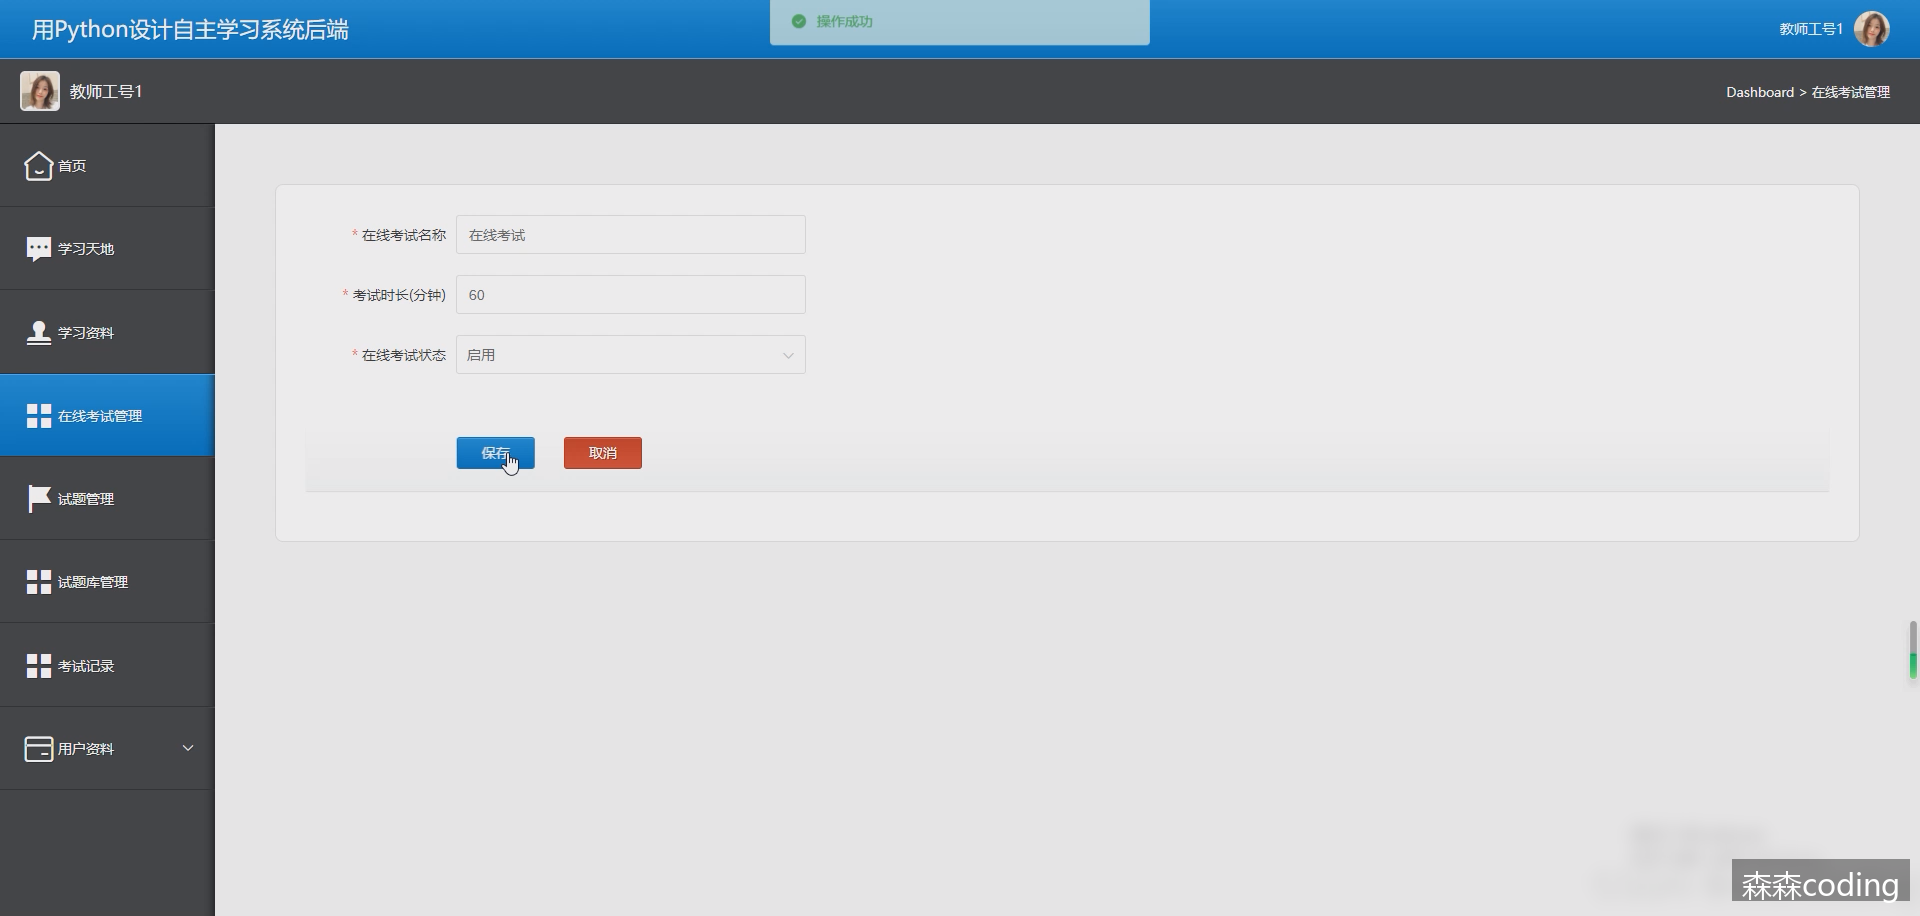 用Python设计自主学习系统后端
操作成功
教师工号1
教师工号1
Dashboard > 在线考试管理
首页
学习天地
学习资料
在线考试管理
试题管理
试题库管理
考试记录
用户资料
* 在线考试名称 在线考试
* 考试时长(分钟) 60
* 在线考试状态 启用
保存 取消
森森coding